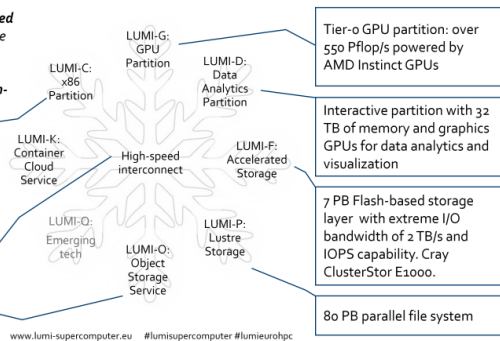 ed
e
n-
LUMI-G:
GPU
Partition
LUMI-C:
x86
Partition
LUMI-D:
Data
Analytics
Partition
LUMI-K:
Container
Cloud
Service
High-speed
interconnect
LUMI-F:
Accelerated
Storage
LUMI-Q:
Emerging
tech
LUMI-P:
Lustre
Storage
LUMI-O:
Object
Storage
Service
Tier-0 GPU partition: over
550 Pflop/s powered by
AMD Instinct GPUs
Interactive partition with 32
TB of memory and graphics
GPUs for data analytics and
visualization
7 PB Flash-based storage
layer with extreme I/O
bandwidth of 2 TB/s and
IOPS capability. Cray
ClusterStor E1000.
80 PB parallel file system
www.lumi-supercomputer.eu #lumisupercomputer #lumieurohpc